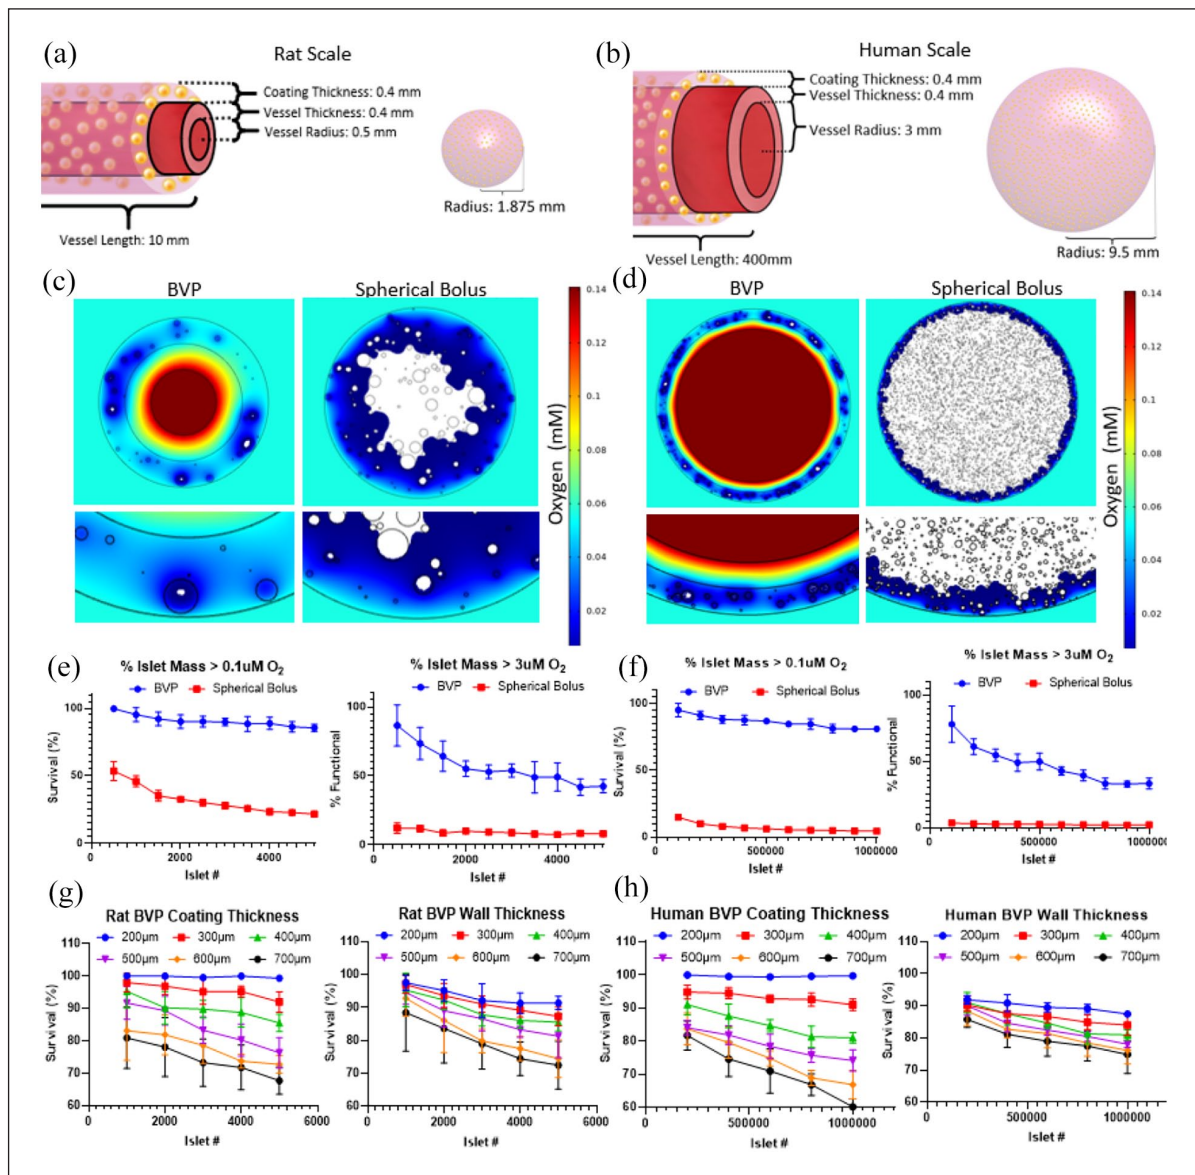 (a)
Rat Scale
Coating Thickness: 0.4 mm
Vessel Thickness: 0.4 mm
Vessel Radius: 0.5 mm
Radius: 1.875 mm
Vessel Length: 10 mm
(b)
Human Scale
Coating Thickness: 0.4 mm
Vessel Thickness: 0.4 mm
Vessel Radius: 3 mm
Vessel Length: 400mm
Radius: 9.5 mm
(c)
BVP
Spherical Bolus
0.14
0.12
0.1
0.08
0.06
0.04
0.02
Oxygen (mM)
(d)
BVP
Spherical Bolus
0.14
0.12
0.1
0.08
0.06
0.04
0.02
Oxygen (mM)
(e)
% Islet Mass > 0.1uM O₂
BVP
Spherical Bolus
Survival (%)
100
50
0
0
2000
4000
Islet #
% Islet Mass > 3uM O₂
BVP
Spherical Bolus
% Functional
100
50
0
0
2000
4000
Islet #
(f)
% Islet Mass > 0.1uM O₂
BVP
Spherical Bolus
Survival (%)
100
50
0
0
500000
1000000
Islet #
% Islet Mass > 3uM O₂
BVP
Spherical Bolus
% Functional
100
50
0
0
500000
1000000
Islet #
(g)
Rat BVP Coating Thickness
200µm 300µm 400µm
500µm 600µm 700µm
Survival (%)
110
100
90
80
70
60
0 2000 4000 6000
Islet #
Rat BVP Wall Thickness
200µm 300µm 400µm
500µm 600µm 700µm
Survival (%)
110
100
90
80
70
60
0 2000 4000 6000
Islet #
(h)
Human BVP Coating Thickness
200µm 300µm 400µm
500µm 600µm 700µm
Survival (%)
110
100
90
80
70
60
0 500000 1000000
Islet #
Human BVP Wall Thickness
200µm 300µm 400µm
500µm 600µm 700µm
Survival (%)
110
100
90
80
70
60
0 500000 1000000
Islet #